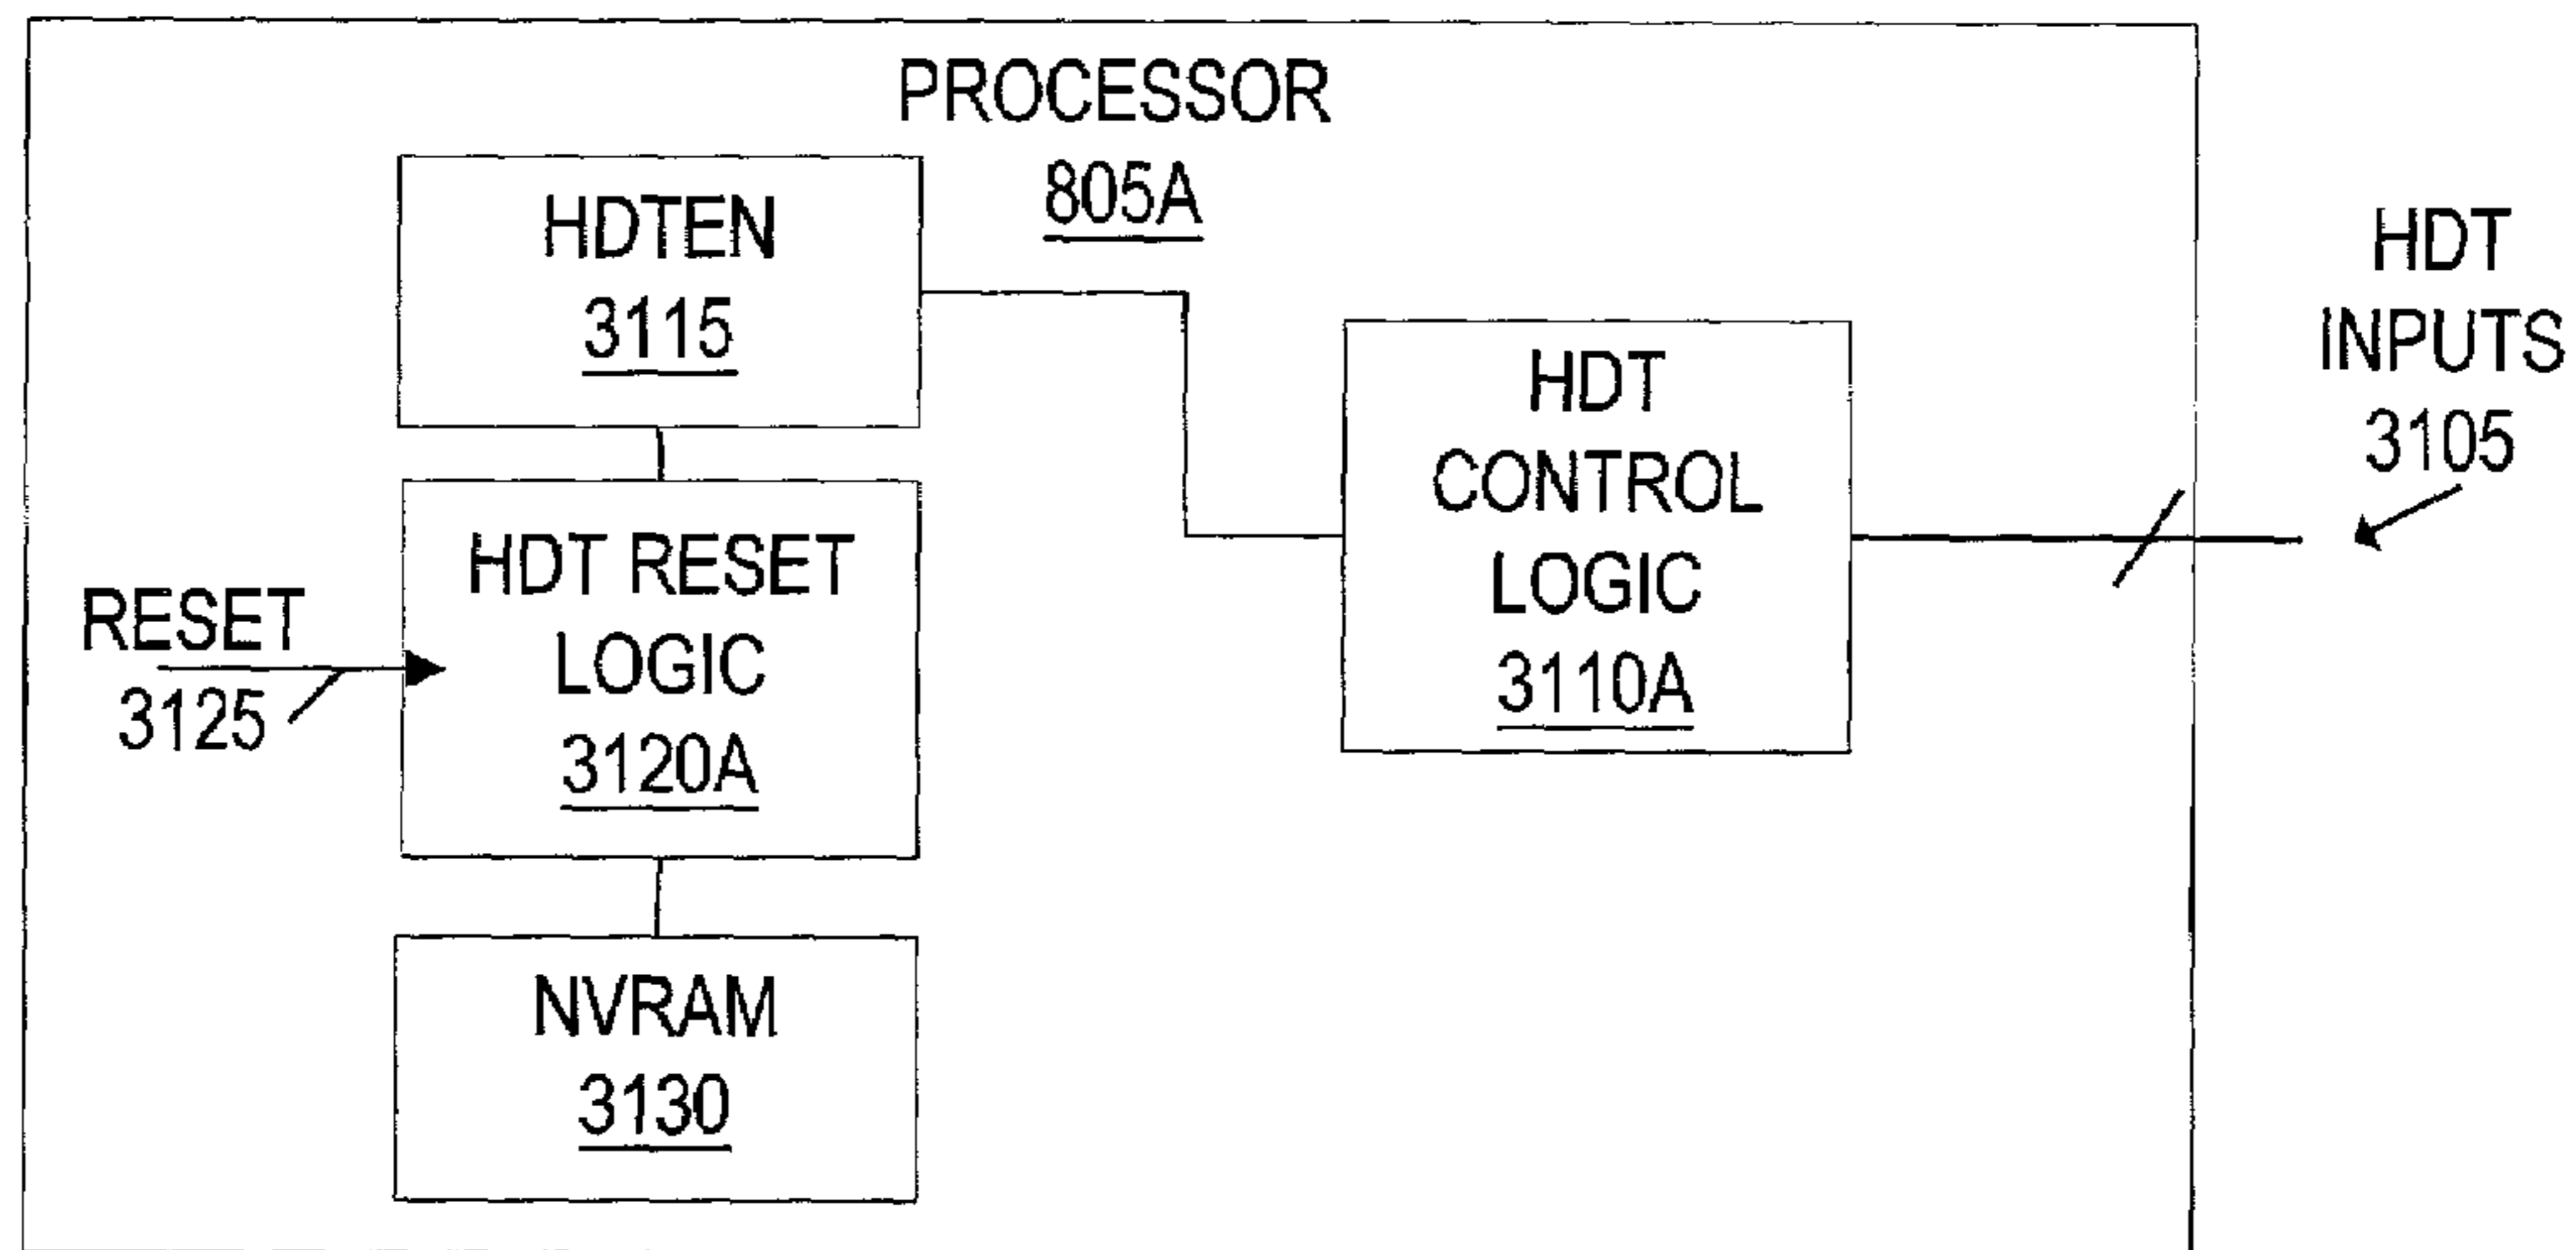 PROCESSOR
805A
HDTEN
3115
HDT
INPUTS
3105
HDT
CONTROL
LOGIC
3110A
HDT RESET
LOGIC
3120A
RESET
3125
NVRAM
3130